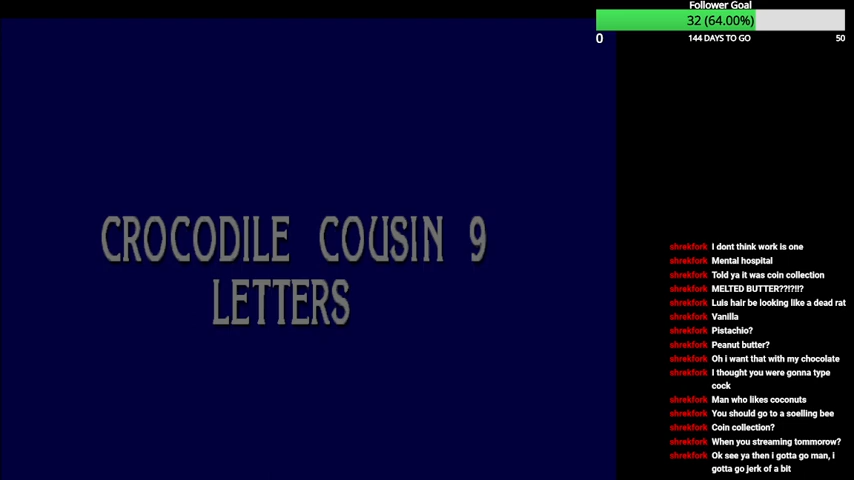 Follower Goal
32 (64.00%)
0 144 DAYS TO GO 50
CROCODILE COUSIN 9
LETTERS
shrekfork I dont think work is one
shrekfork Mental hospital
shrekfork Told ya it was coin collection
shrekfork MELTED BUTTER??!?!!?
shrekfork Luis hair be looking like a dead rat
shrekfork Vanilla
shrekfork Pistachio?
shrekfork Peanut butter?
shrekfork Oh i want that with my chocolate
shrekfork I thought you were gonna type
cock
shrekfork Man who likes coconuts
shrekfork You should go to a soelling bee
shrekfork Coin collection?
shrekfork When you streaming tommorow?
shrekfork Ok see ya then i gotta go man, i
gotta go jerk of a bit